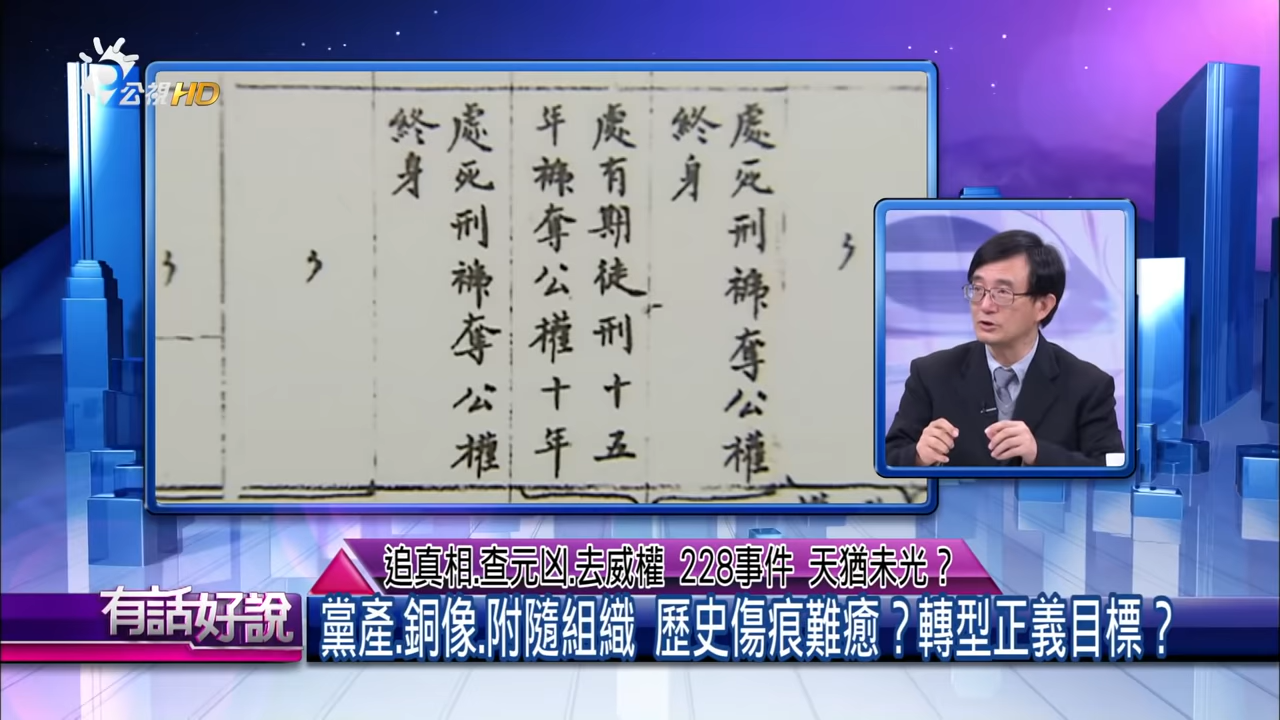 公視HD
處死刑褫奪公權
終身
處有期徒刑十五
年褫奪公權十年
處死刑褫奪公權
終身
追真相.查元凶.去威權 228事件 天猶未光？
有話好說
黨產.銅像.附隨組織 歷史傷痕難癒？轉型正義目標？